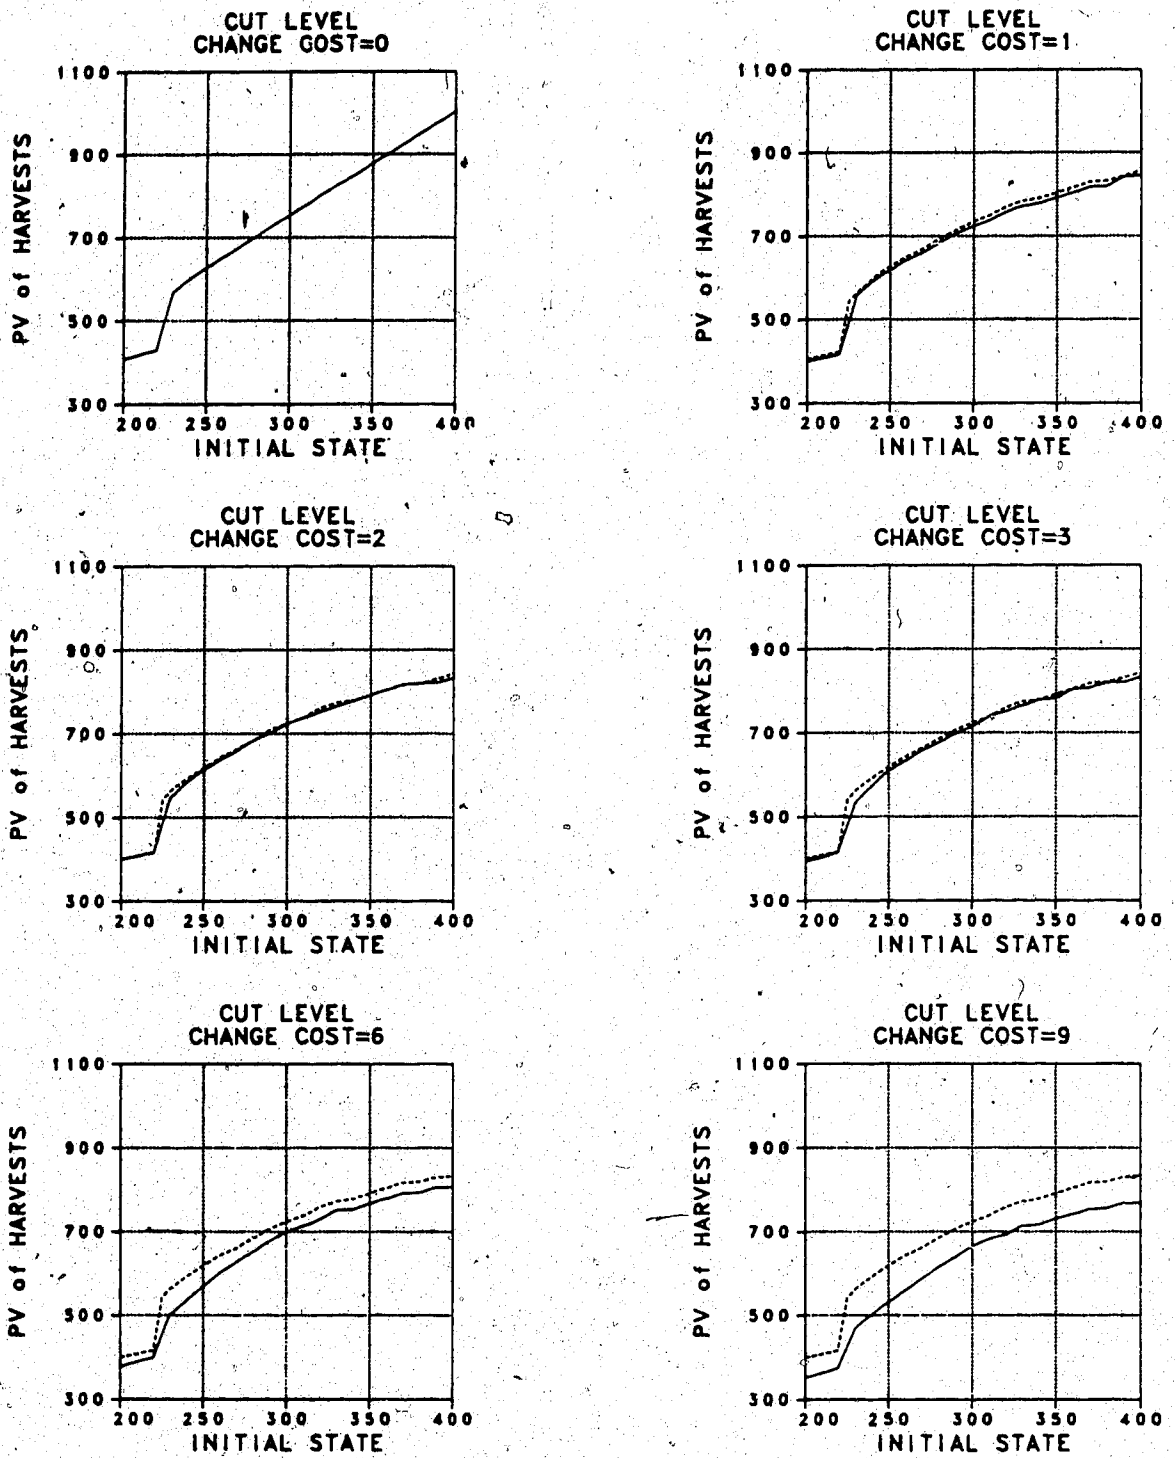 CUT LEVEL
CHANGE COST=0
1100
900
700
500
300
PV of HARVESTS
200 250 300 350 400
INITIAL STATE
CUT LEVEL
CHANGE COST=1
1100
900
700
500
300
PV of HARVESTS
200 250 300 350 400
INITIAL STATE
CUT LEVEL
CHANGE COST=2
1100
900
700
500
300
PV of HARVESTS
200 250 300 350 400
INITIAL STATE
CUT LEVEL
CHANGE COST=3
1100
900
700
500
300
PV of HARVESTS
200 250 300 350 400
INITIAL STATE
CUT LEVEL
CHANGE COST=6
1100
900
700
500
300
PV of HARVESTS
200 250 300 350 400
INITIAL STATE
CUT LEVEL
CHANGE COST=9
1100
900
700
500
300
PV of HARVESTS
200 250 300 350 400
INITIAL STATE